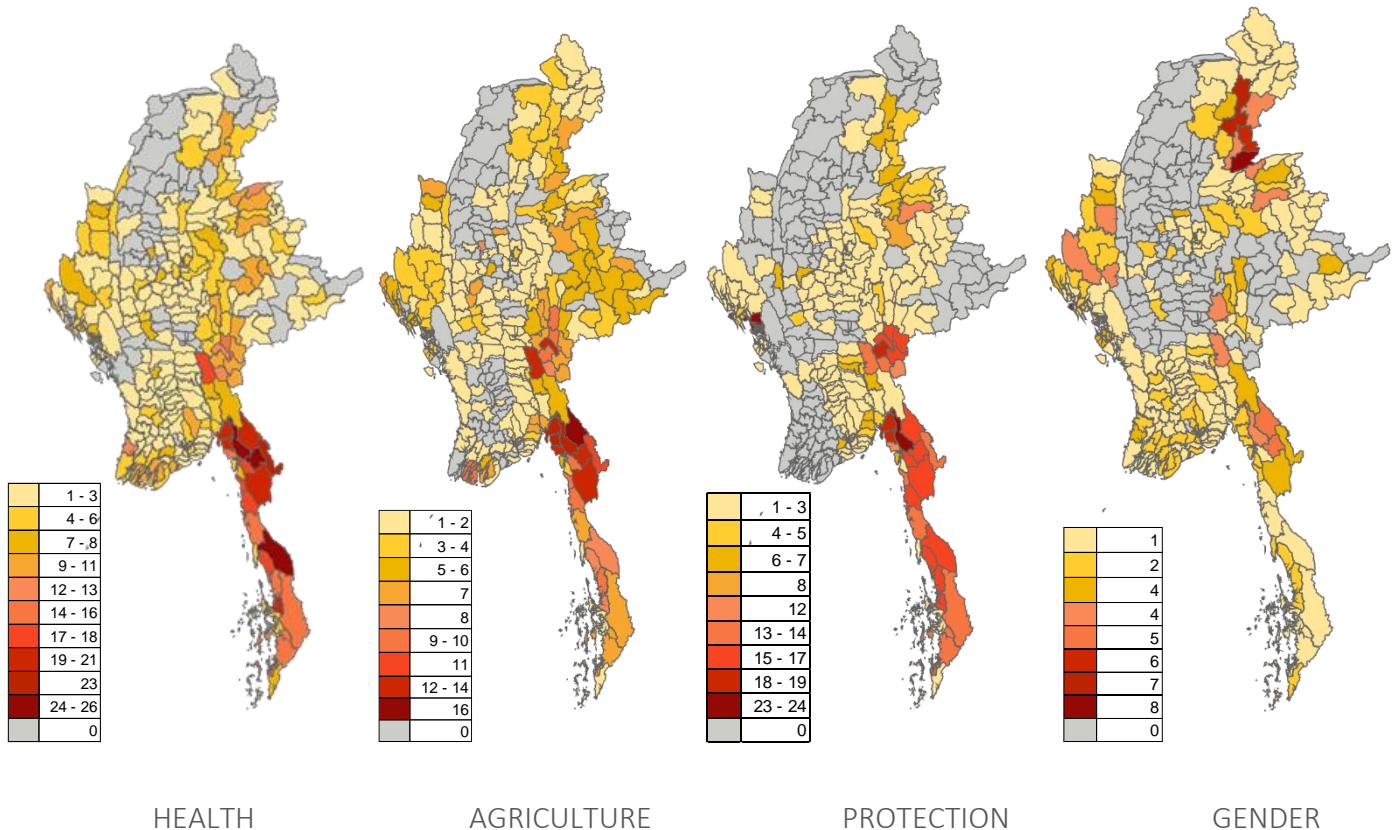 1 - 3
4 - 6
7 - 8
9 - 11
12 - 13
14 - 16
17 - 18
19 - 21
23
24 - 26
0
1 - 2
3 - 4
5 - 6
7
8
9 - 10
11
12 - 14
16
0
1 - 3
4 - 5
6 - 7
8
12
13 - 14
15 - 17
18 - 19
23 - 24
0
1
2
4
4
5
6
7
8
0
HEALTH
AGRICULTURE
PROTECTION
GENDER